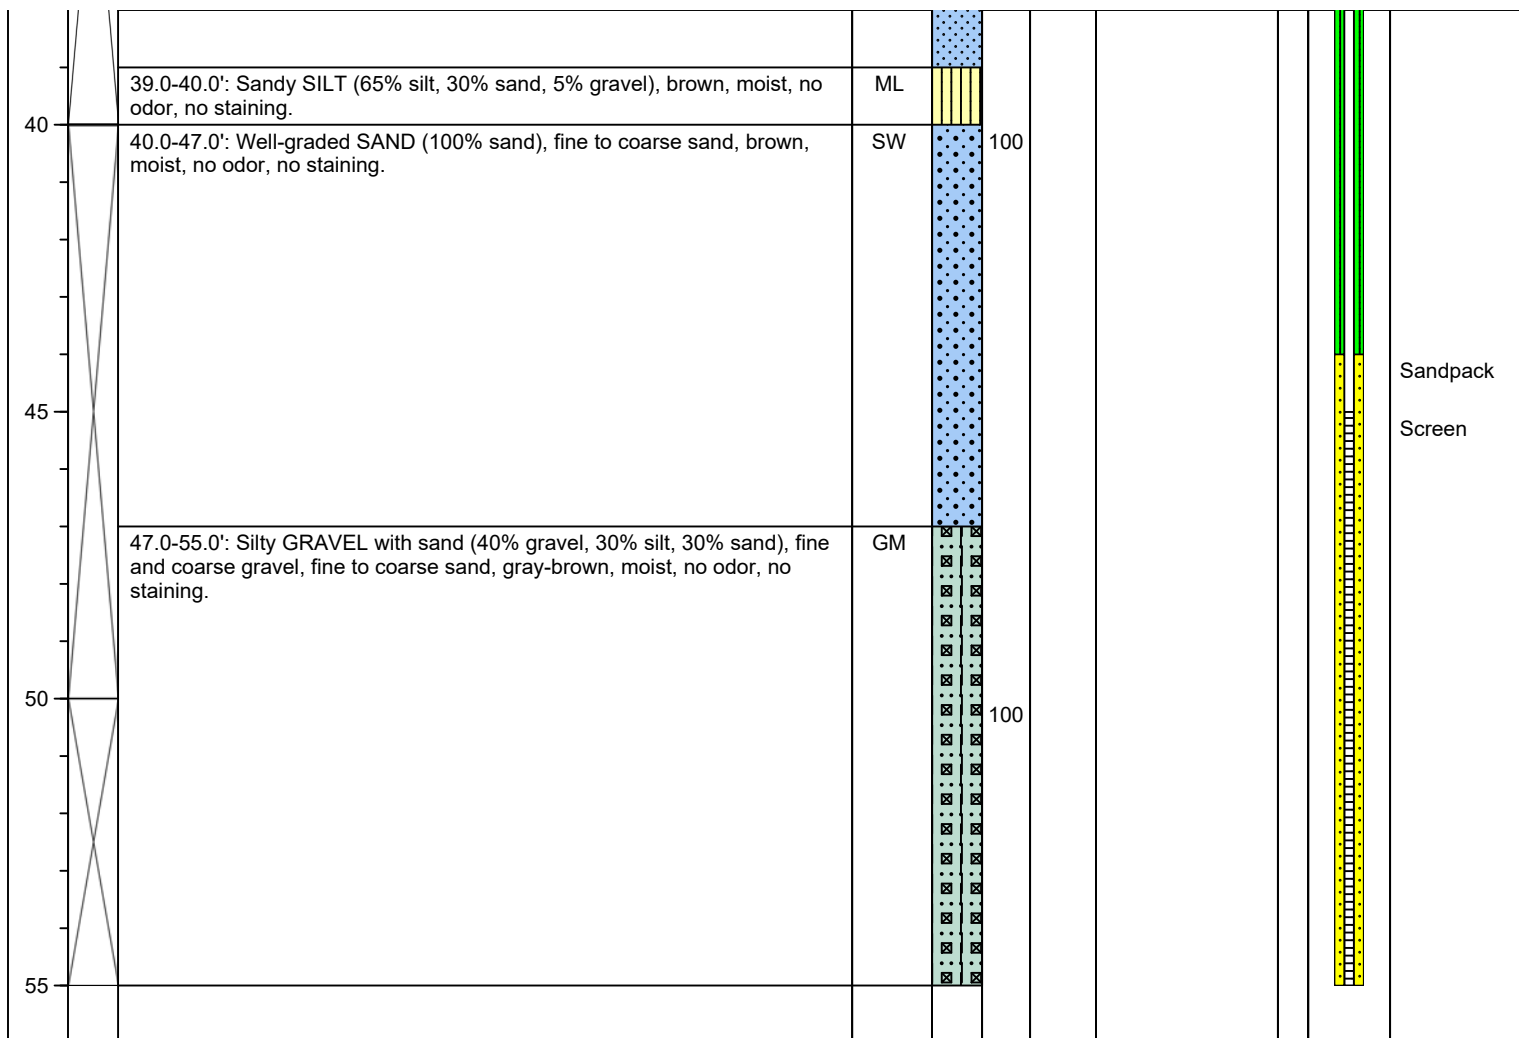 39.0-40.0': Sandy SILT (65% silt, 30% sand, 5% gravel), brown, moist, no
odor, no staining.
ML
40
40.0-47.0': Well-graded SAND (100% sand), fine to coarse sand, brown,
moist, no odor, no staining.
SW
100
Sandpack
45
Screen
47.0-55.0': Silty GRAVEL with sand (40% gravel, 30% silt, 30% sand), fine
and coarse gravel, fine to coarse sand, gray-brown, moist, no odor, no
staining.
GM
50
100
55